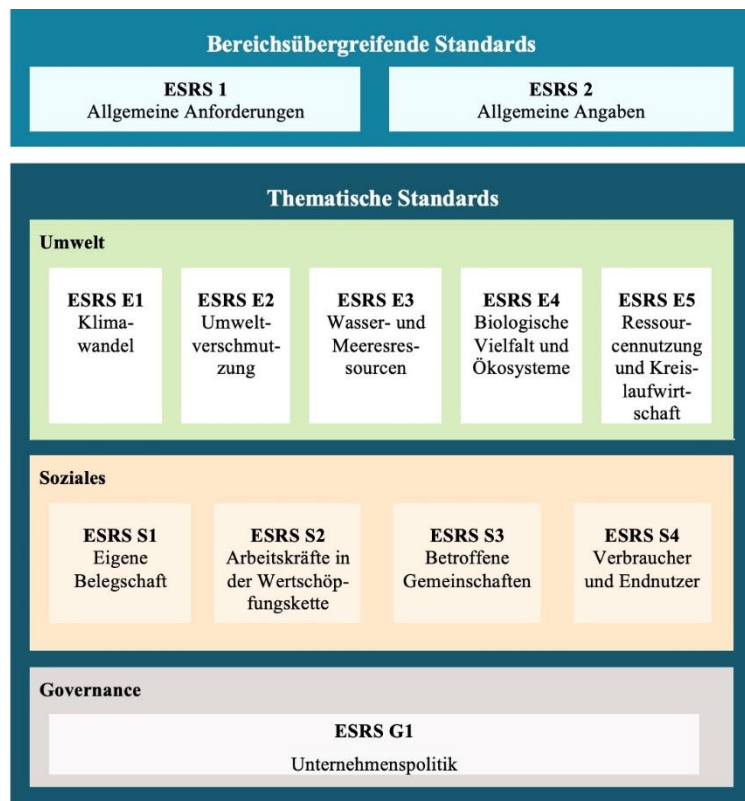 Bereichsübergreifende Standards
ESRS 1
Allgemeine Anforderungen
ESRS 2
Allgemeine Angaben
Thematische Standards
Umwelt
ESRS E1
Klima-
wandel
ESRS E2
Umwelt-
verschmut-
zung
ESRS E3
Wasser- und
Meeresres-
sourcen
ESRS E4
Biologische
Vielfalt und
Ökosysteme
ESRS E5
Ressour-
cennutzung
und Kreis-
laufwirt-
schaft
Soziales
ESRS S1
Eigene
Belegschaft
ESRS S2
Arbeitskräfte in
der Wertschöp-
fungskette
ESRS S3
Betroffene
Gemeinschaften
ESRS S4
Verbraucher
und Endnutzer
Governance
ESRS G1
Unternehmenspolitik